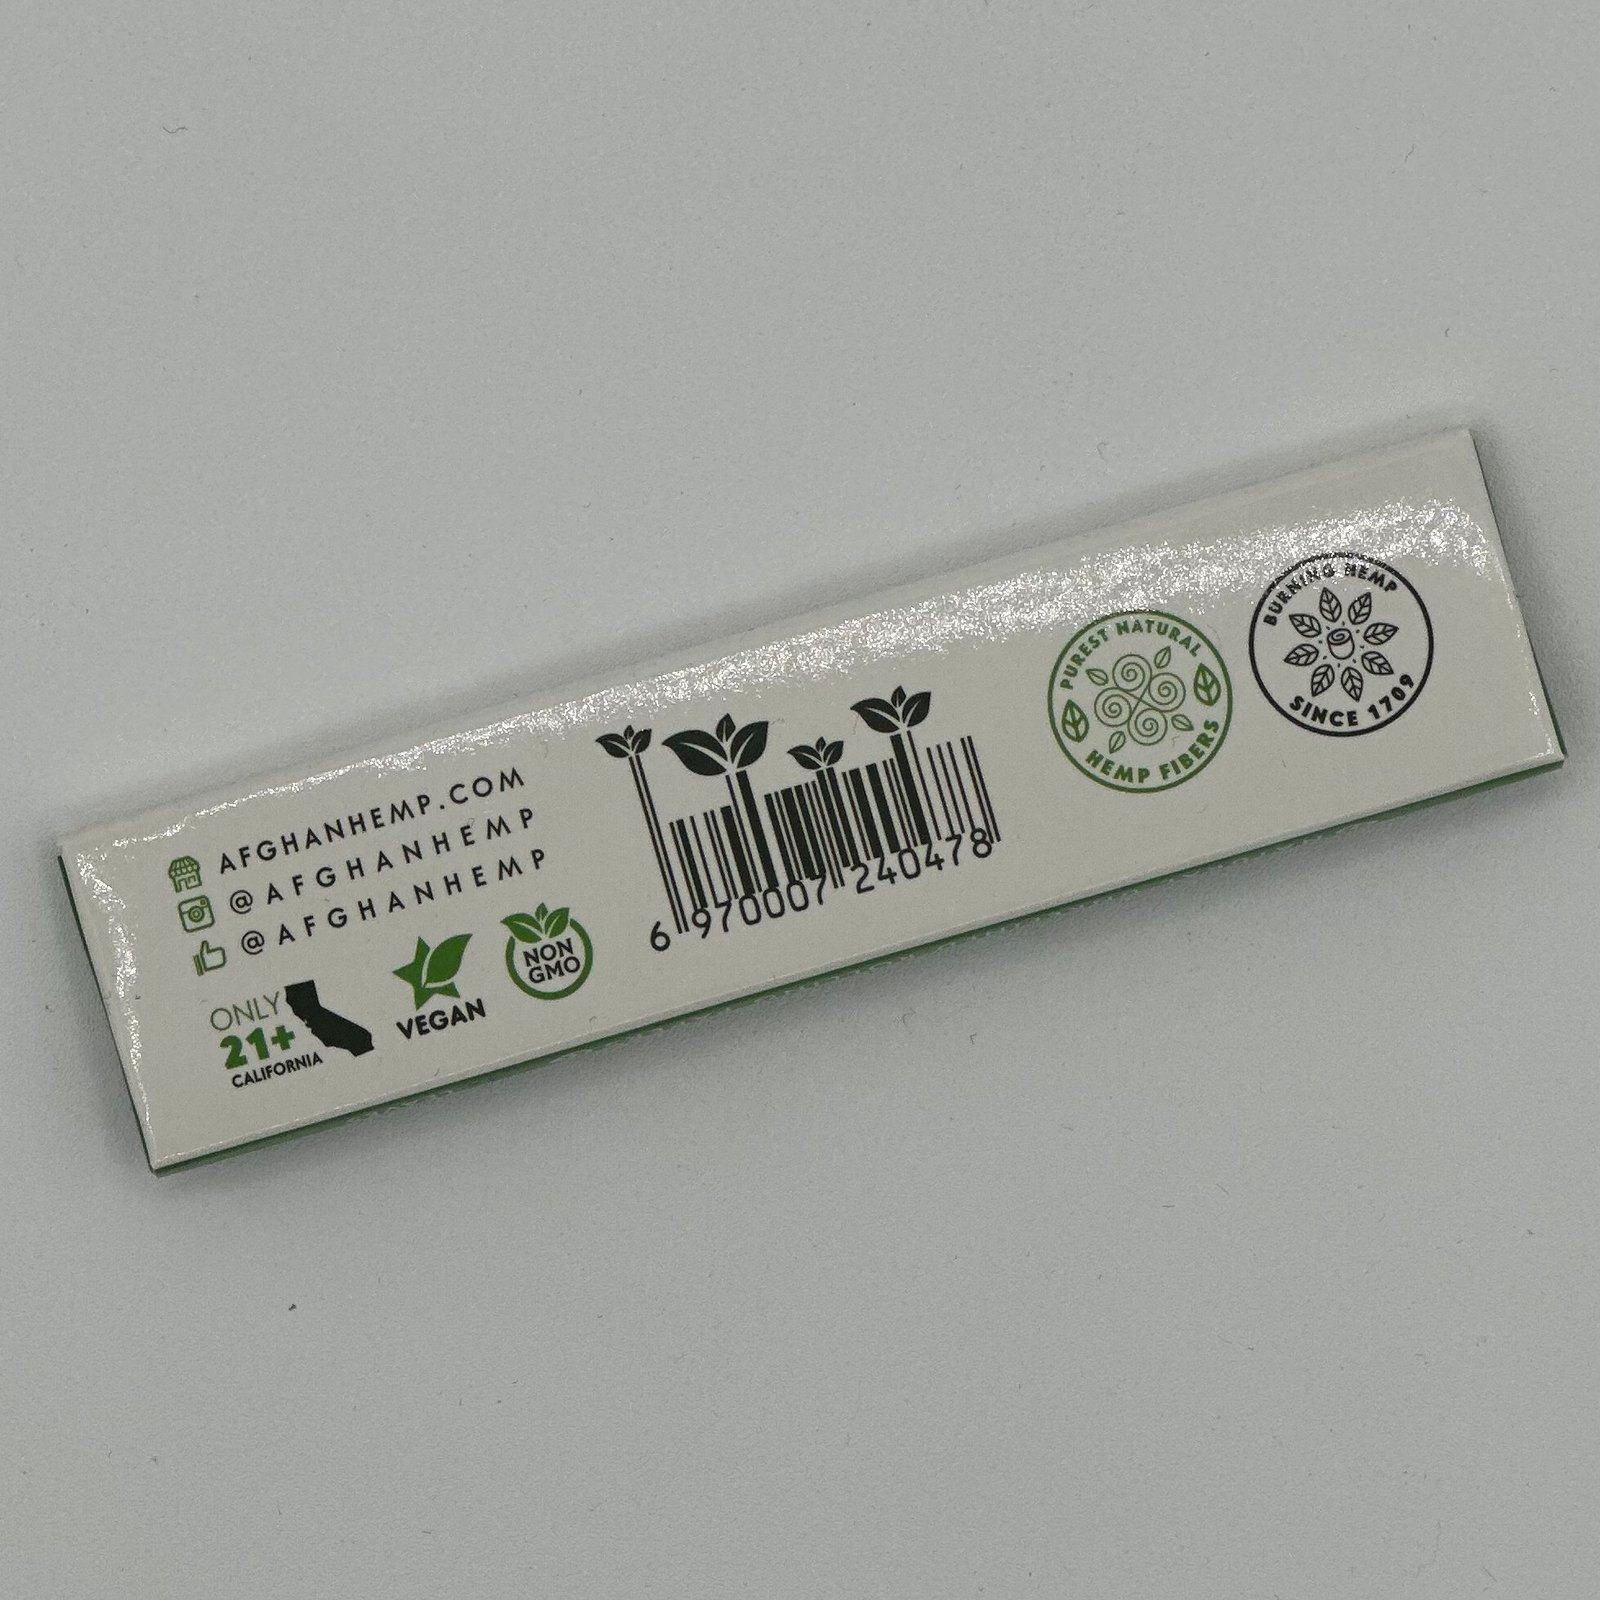 AFGHANHEMP.COM
@AFGHANHEMP
@AFGHANHEMP
ONLY
21+
CALIFORNIA
VEGAN
NON
GMO
6 970007 240478
PUREST NATURAL
HEMP FIBERS
BURNING HEMP
SINCE 1709